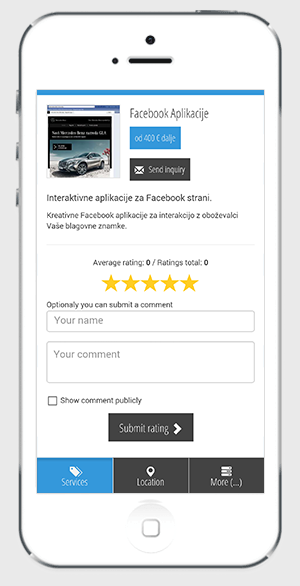 Facebook Aplikacije
od 400 € dalje
Send inquiry
Interaktivne aplikacije za Facebook strani.
Kreativne Facebook aplikacije za interakcijo z oboževalci
Vaše blagovne znamke.
Average rating: 0 / Ratings total: 0
Optionaly you can submit a comment
Your name
Your comment
Show comment publicly
Submit rating
Services
Location
More (...)